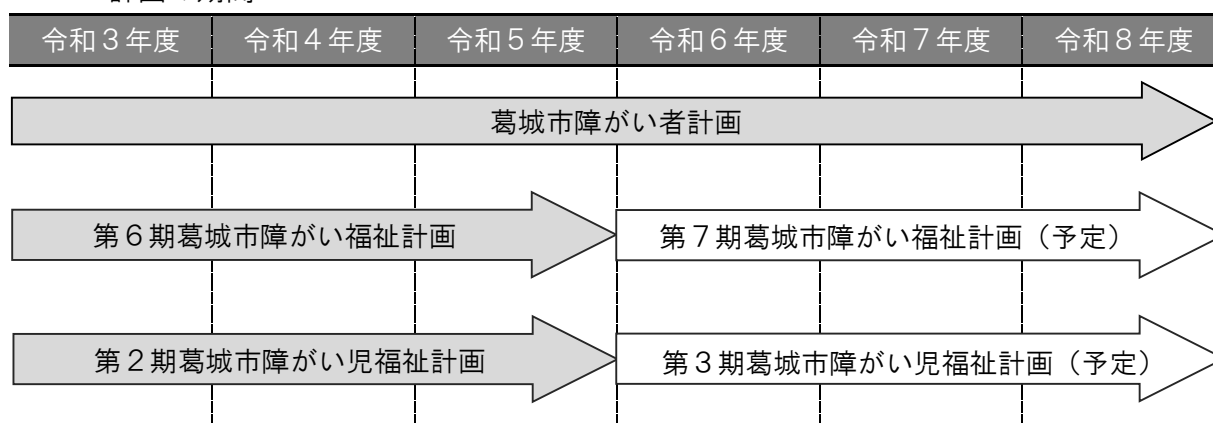 令和３年度 令和４年度 令和５年度 令和６年度 令和７年度 令和８年度
葛城市障がい者計画
第６期葛城市障がい福祉計画 第７期葛城市障がい福祉計画（予定）
第２期葛城市障がい児福祉計画 第３期葛城市障がい児福祉計画（予定）